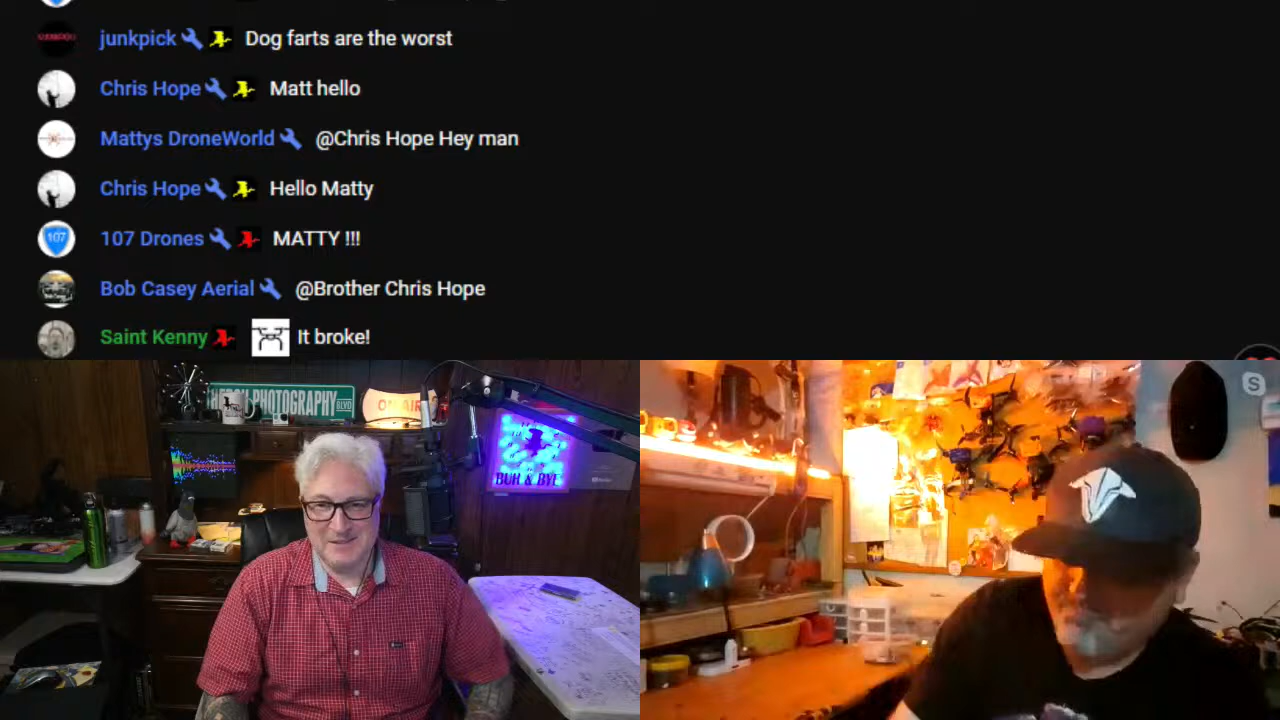 junkpick Dog farts are the worst
Chris Hope Matt hello
Mattys DroneWorld @Chris Hope Hey man
Chris Hope Hello Matty
107 107 Drones MATTY !!!
Bob Casey Aerial @Brother Chris Hope
Saint Kenny It broke!
PHOTOGRAPHY BLVD
ON AIR
BUH & BYE
S